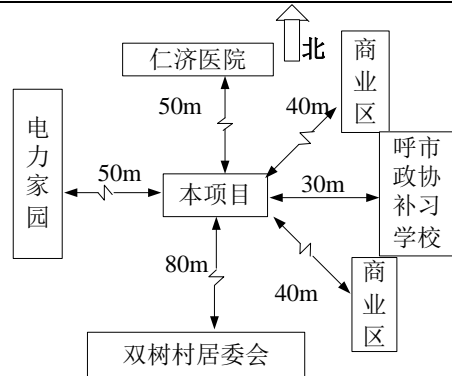 仁济医院
北
商业区
50m
40m
电力家园
50m
本项目
30m
呼市政协补习学校
80m
40m
商业区
双树村居委会